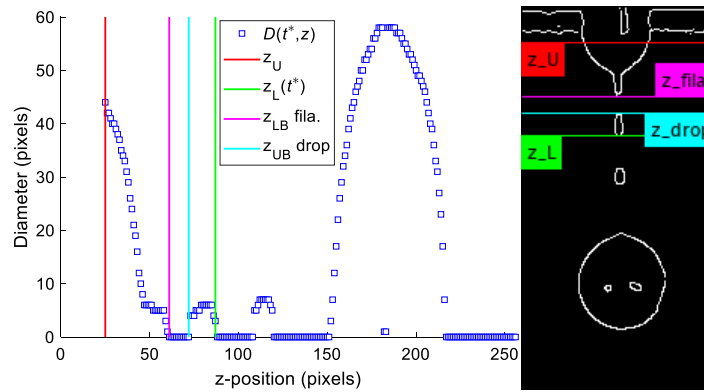 60
50
40
30
20
10
0
Diameter (pixels)
0
50
100
150
200
250
z-position (pixels)
D(t*,z)
z_U
z_L(t*)
z_LB fila.
z_UB drop
z_U
z_fila
z_drop
z_L